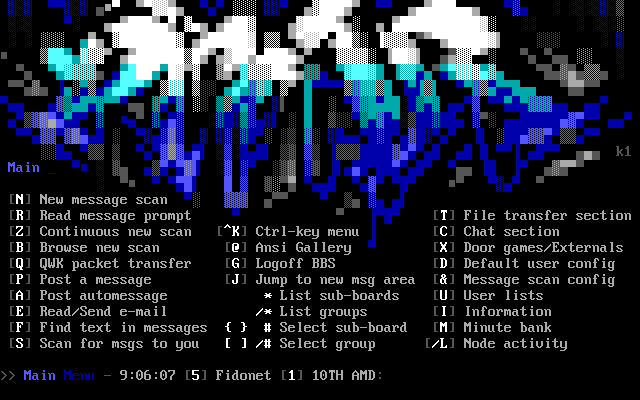 k1
Main
[N] New message scan
[R] Read message prompt [T] File transfer section
[Z] Continuous new scan [^K] Ctrl-key menu [C] Chat section
[B] Browse new scan [@] Ansi Gallery [X] Door games/Externals
[Q] QWK packet transfer [G] Logoff BBS [D] Default user config
[P] Post a message [J] Jump to new msg area [&] Message scan config
[A] Post automessage * List sub-boards [U] User lists
[E] Read/Send e-mail /* List groups [I] Information
[F] Find text in messages { } # Select sub-board [M] Minute bank
[S] Scan for msgs to you [ ] /# Select group [/L] Node activity
>> Main Menu - 9:06:07 [5] Fidonet [1] 10TH AMD: